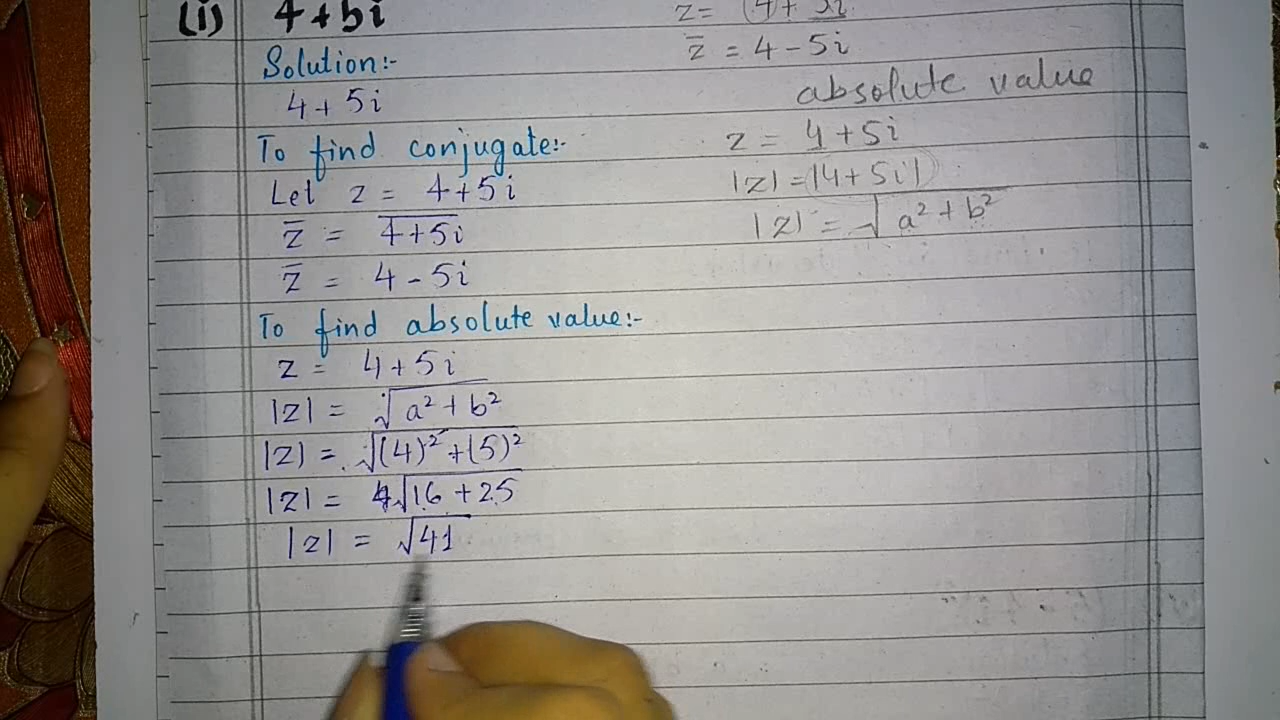 (i) 4+5i
Solution:-
4+5i
To find conjugate:-
Let z = 4+5i
z̅ = 4+5i̅
z̅ = 4-5i
To find absolute value:-
z = 4+5i
|z| = √a²+b²
|z| = √(4)²+(5)²
|z| = √16+25
|z| = √41
z = (4+5i
z̅ = 4-5i
absolute value
z = 4+5i
|z| = |4+5i|
|z| = √a²+b²